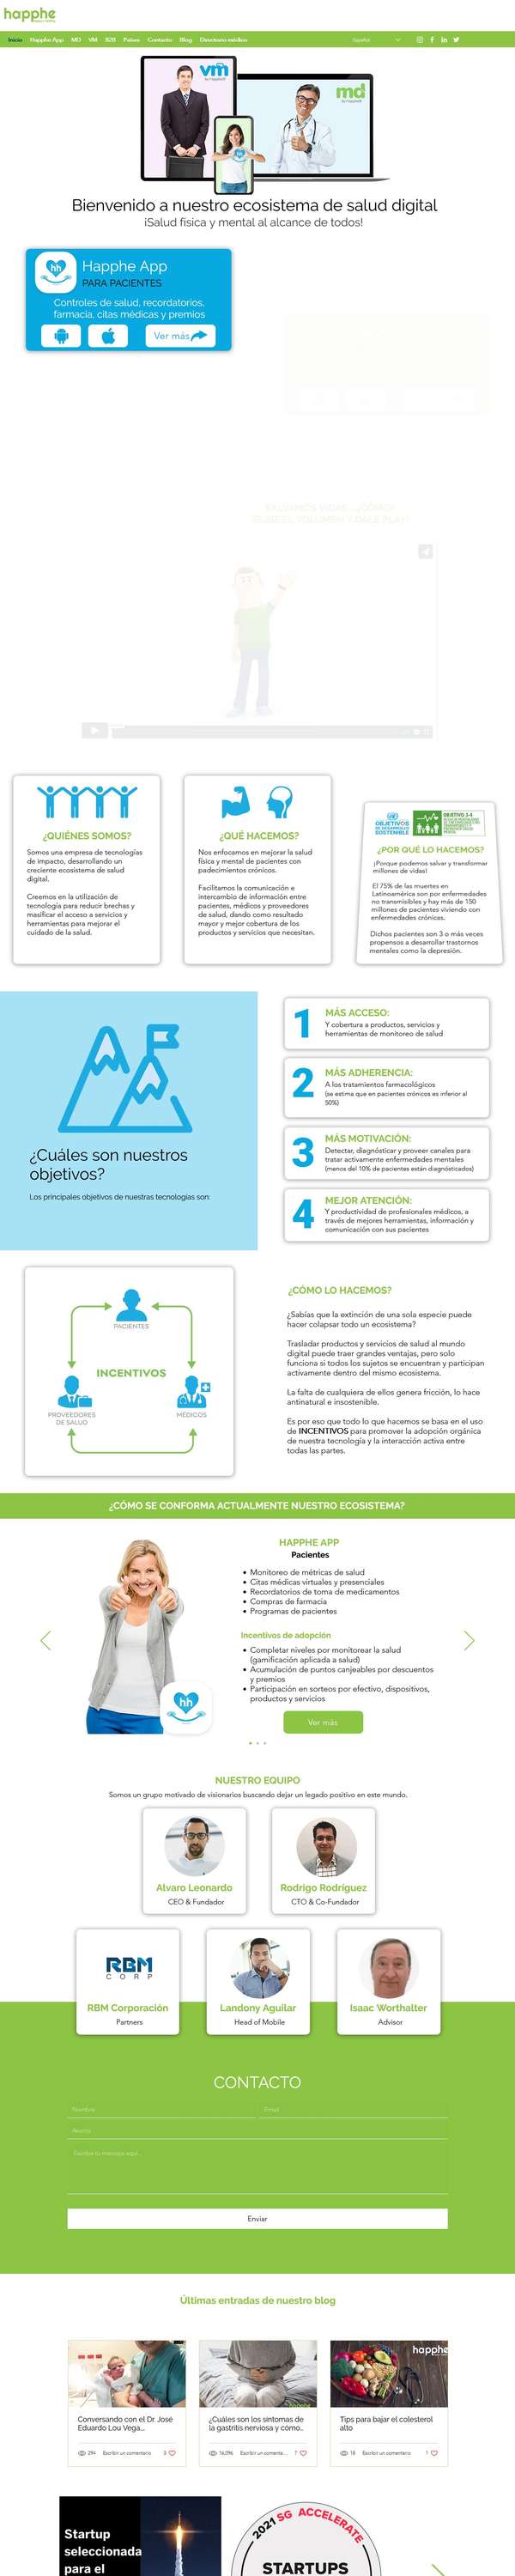 happhe
Inicio Happhe App MD VM B2B Países Contacto Blog Directorio médico
Español
vm
by happhe
md
by happhe
Bienvenido a nuestro ecosistema de salud digital
¡Salud física y mental al alcance de todos!
hh
Happhe App
PARA PACIENTES
Controles de salud, recordatorios,
farmacia, citas médicas y premios
Ver más
SALVAMOS VIDAS... ¿CÓMO?
SUBE EL VOLUMEN Y DALE PLAY!
¿QUIÉNES SOMOS?
Somos una empresa de tecnologías
de impacto, desarrollando un
creciente ecosistema de salud
digital.
Creemos en la utilización de
tecnología para reducir brechas y
masificar el acceso a servicios y
herramientas para mejorar el
cuidado de la salud.
¿QUÉ HACEMOS?
Nos enfocamos en mejorar la salud
física y mental de pacientes con
padecimientos crónicos.
Facilitamos la comunicación e
intercambio de información entre
pacientes, médicos y proveedores
de salud, dando como resultado
mayor y mejor cobertura de los
productos y servicios que necesitan.
OBJETIVOS
DE DESARROLLO
SOSTENIBLE
OBJETIVO 3-4
¿POR QUÉ LO HACEMOS?
¡Porque podemos salvar y transformar
millones de vidas!
El 75% de las muertes en
Latinoamérica son por enfermedades
no transmisibles y hay más de 150
millones de pacientes viviendo con
enfermedades crónicas.
Dichos pacientes son 3 o más veces
propensos a desarrollar trastornos
mentales como la depresión.
¿Cuáles son nuestros
objetivos?
Los principales objetivos de nuestras tecnologías son:
1
MÁS ACCESO:
Y cobertura a productos, servicios y
herramientas de monitoreo de salud
2
MÁS ADHERENCIA:
A los tratamientos farmacológicos
(se estima que en pacientes crónicos es inferior al
50%)
3
MÁS MOTIVACIÓN:
Detectar, diagnósticar y proveer canales para
tratar activamente enfermedades mentales
(menos del 10% de pacientes están diagnósticados)
4
MEJOR ATENCIÓN:
Y productividad de profesionales médicos, a
través de mejores herramientas, información y
comunicación con sus pacientes
PACIENTES
INCENTIVOS
PROVEEDORES
DE SALUD
MÉDICOS
¿CÓMO LO HACEMOS?
¿Sabías que la extinción de una sola especie puede
hacer colapsar todo un ecosistema?
Trasladar productos y servicios de salud al mundo
digital puede traer grandes ventajas, pero solo
funciona si todos los sujetos se encuentran y participan
activamente dentro del mismo ecosistema.
La falta de cualquiera de ellos genera fricción, lo hace
antinatural e insostenible.
Es por eso que todo lo que hacemos se basa en el uso
de INCENTIVOS para promover la adopción orgánica
de nuestra tecnología y la interacción activa entre
todas las partes.
¿CÓMO SE CONFORMA ACTUALMENTE NUESTRO ECOSISTEMA?
HAPPHE APP
Pacientes
Monitoreo de métricas de salud
Citas médicas virtuales y presenciales
Recordatorios de toma de medicamentos
Compras de farmacia
Programas de pacientes
Incentivos de adopción
Completar niveles por monitorear la salud
(gamificación aplicada a salud)
Acumulación de puntos canjeables por descuentos
y premios
Participación en sorteos por efectivo, dispositivos,
productos y servicios
hh
Ver más
NUESTRO EQUIPO
Somos un grupo motivado de visionarios buscando dejar un legado positivo en este mundo.
Alvaro Leonardo
CEO & Fundador
Rodrigo Rodríguez
CTO & Co-Fundador
RBM
CORP
RBM Corporación
Partners
Landony Aguilar
Head of Mobile
Isaac Worthalter
Advisor
CONTACTO
Nombre
Email
Asunto
Escribe tu mensaje aquí...
Enviar
Últimas entradas de nuestro blog
happhe
happhe
Conversando con el Dr. José
Eduardo Lou Vega...
294 Escribir un comentario 3
¿Cuáles son los síntomas de
la gastritis nerviosa y cómo...
Escribir un comenta... 7
Tips para bajar el colesterol
alto
18 Escribir un comentario 1
Startup
seleccionada
para el
2021 SG ACCELERATE
STARTUPS